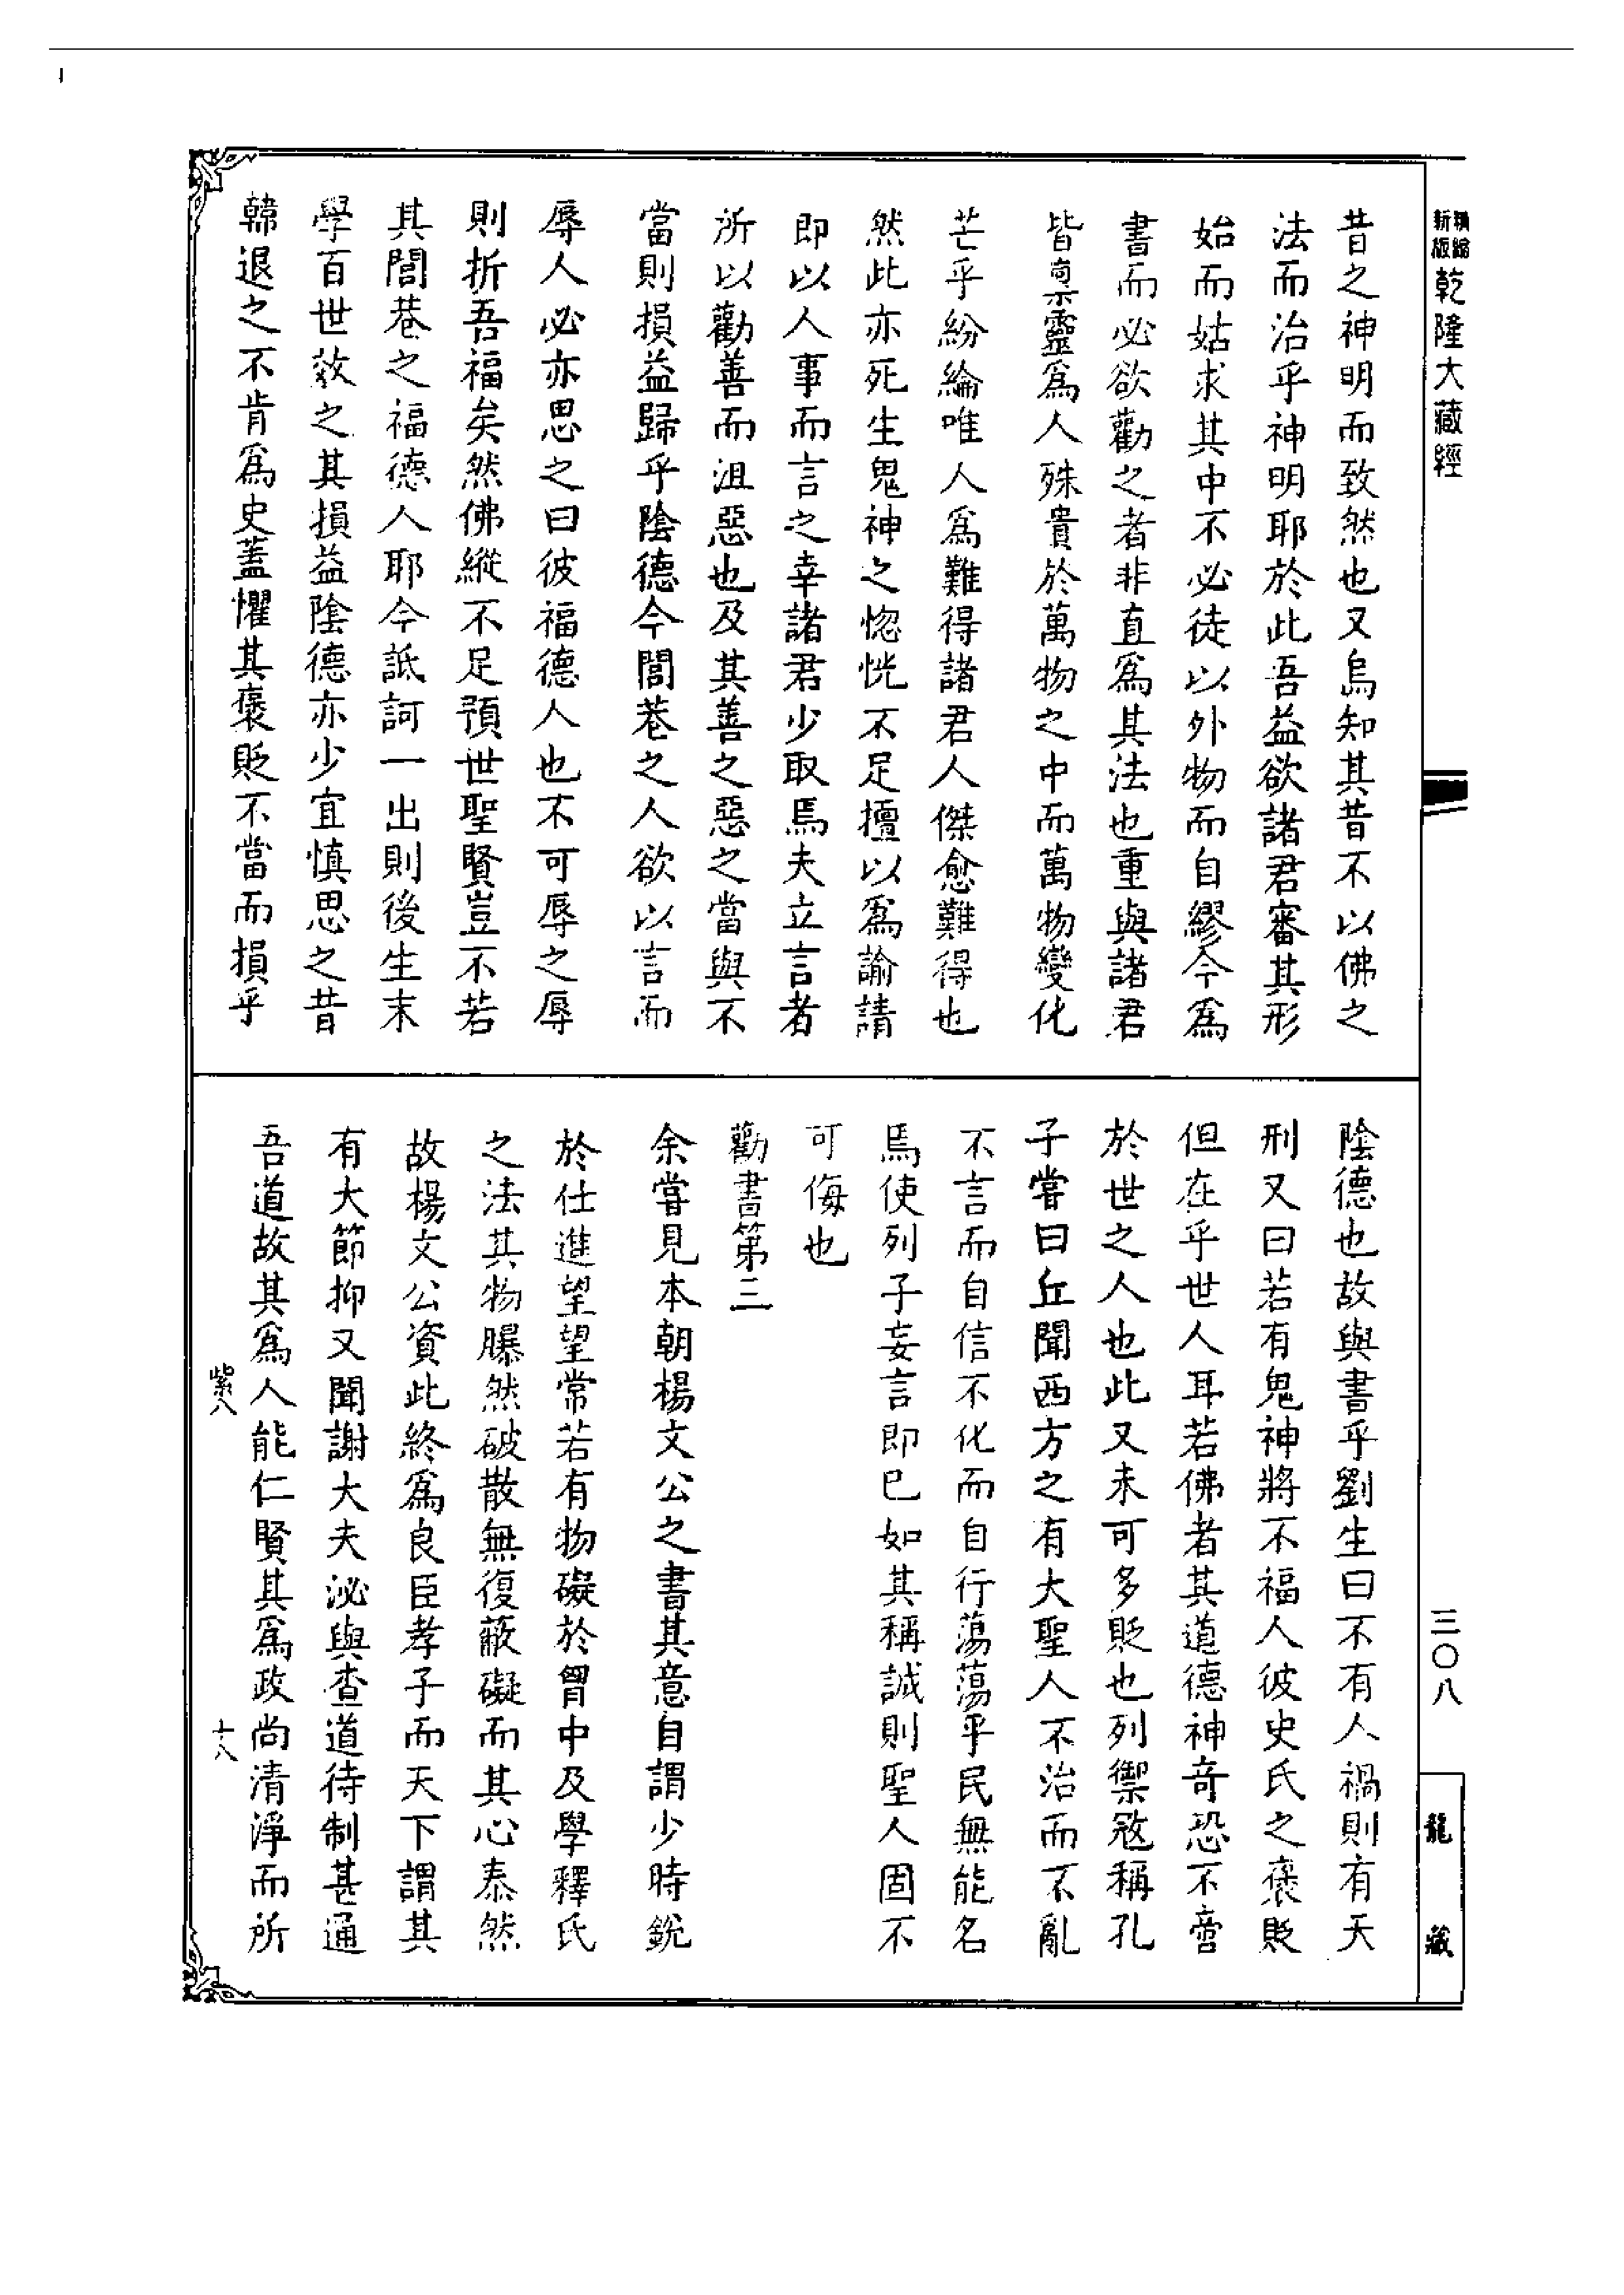 新編
縮版
乾隆大藏經
三〇八
龍藏
昔之神明而致然也又烏知其昔不以佛之
法而治乎神明耶於此吾益欲諸君審其形
始而姑求其中不必徒以外物而自繆今為
書而必欲勸之者非直為其法也重與諸君
皆稟靈為人殊貴於萬物之中而萬物變化
芒乎紛綸唯人為難得諸君人傑愈難得也
然此亦死生鬼神之惚恍不足擅以為諭請
即以人事而言之幸諸君少取焉夫立言者
所以勸善而沮惡也及其善之惡之當與不
當則損益歸乎陰德今閭巷之人欲以言而
辱人必亦思之曰彼福德人也不可辱之辱
則折吾福矣然佛縱不足預世聖賢豈不若
其閭巷之福德人耶今詆訶一出則後生末
學百世效之其損益陰德亦少宜慎思之昔
韓退之不肯為史蓋懼其褒貶不當而損乎
陰德也故與書乎劉生曰不有人禍則有天
刑又曰若有鬼神將不福人彼史氏之褒貶
但在乎世人耳若佛者其道德神奇恐不啻
於世之人也此又未可多貶也列禦寇稱孔
子嘗曰丘聞西方之有大聖人不治而不亂
不言而自信不化而自行蕩蕩乎民無能名
焉使列子妄言即已如其稱誠則聖人固不
可侮也
勸書第三
余嘗見本朝楊文公之書其意自謂少時銳
於仕進望望常若有物礙於胷中及學釋氏
之法其物曝然破散無復蔽礙而其心泰然
故楊文公資此終為良臣孝子而天下謂其
有大節抑又聞謝大夫泌與查道待制甚通
吾道故其為人能仁賢其為政尚清淨而所
紫八
十八